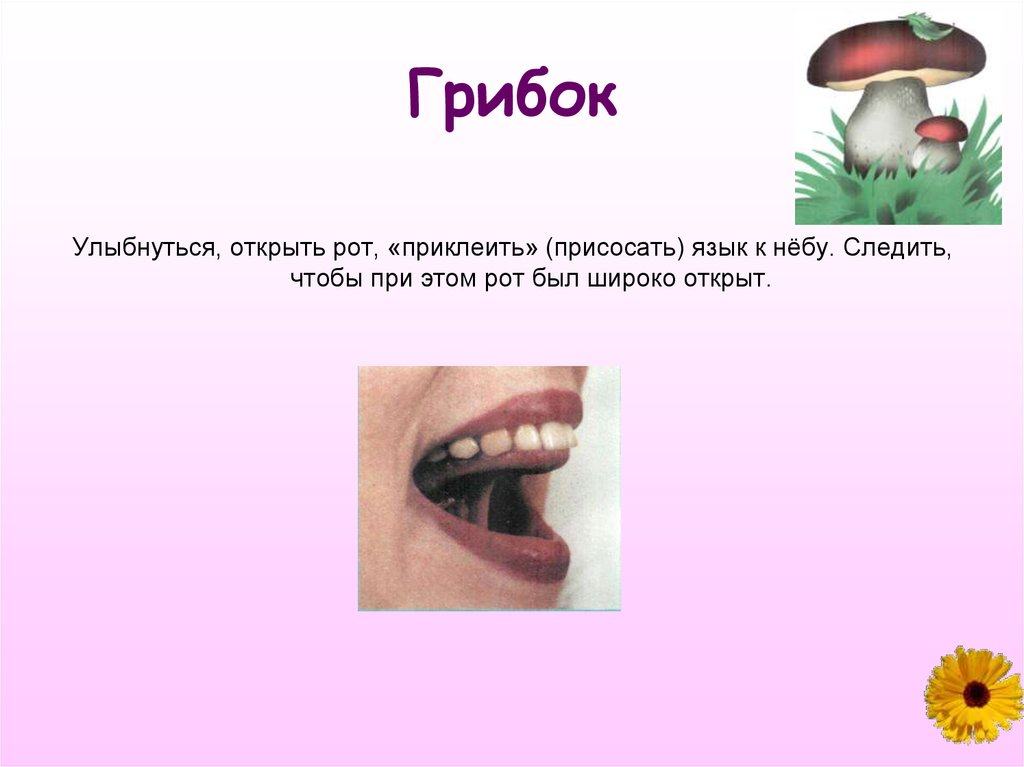 Грибок
Улыбнуться, открыть рот, «приклеить» (присосать) язык к нёбу. Следить,
чтобы при этом рот был широко открыт.